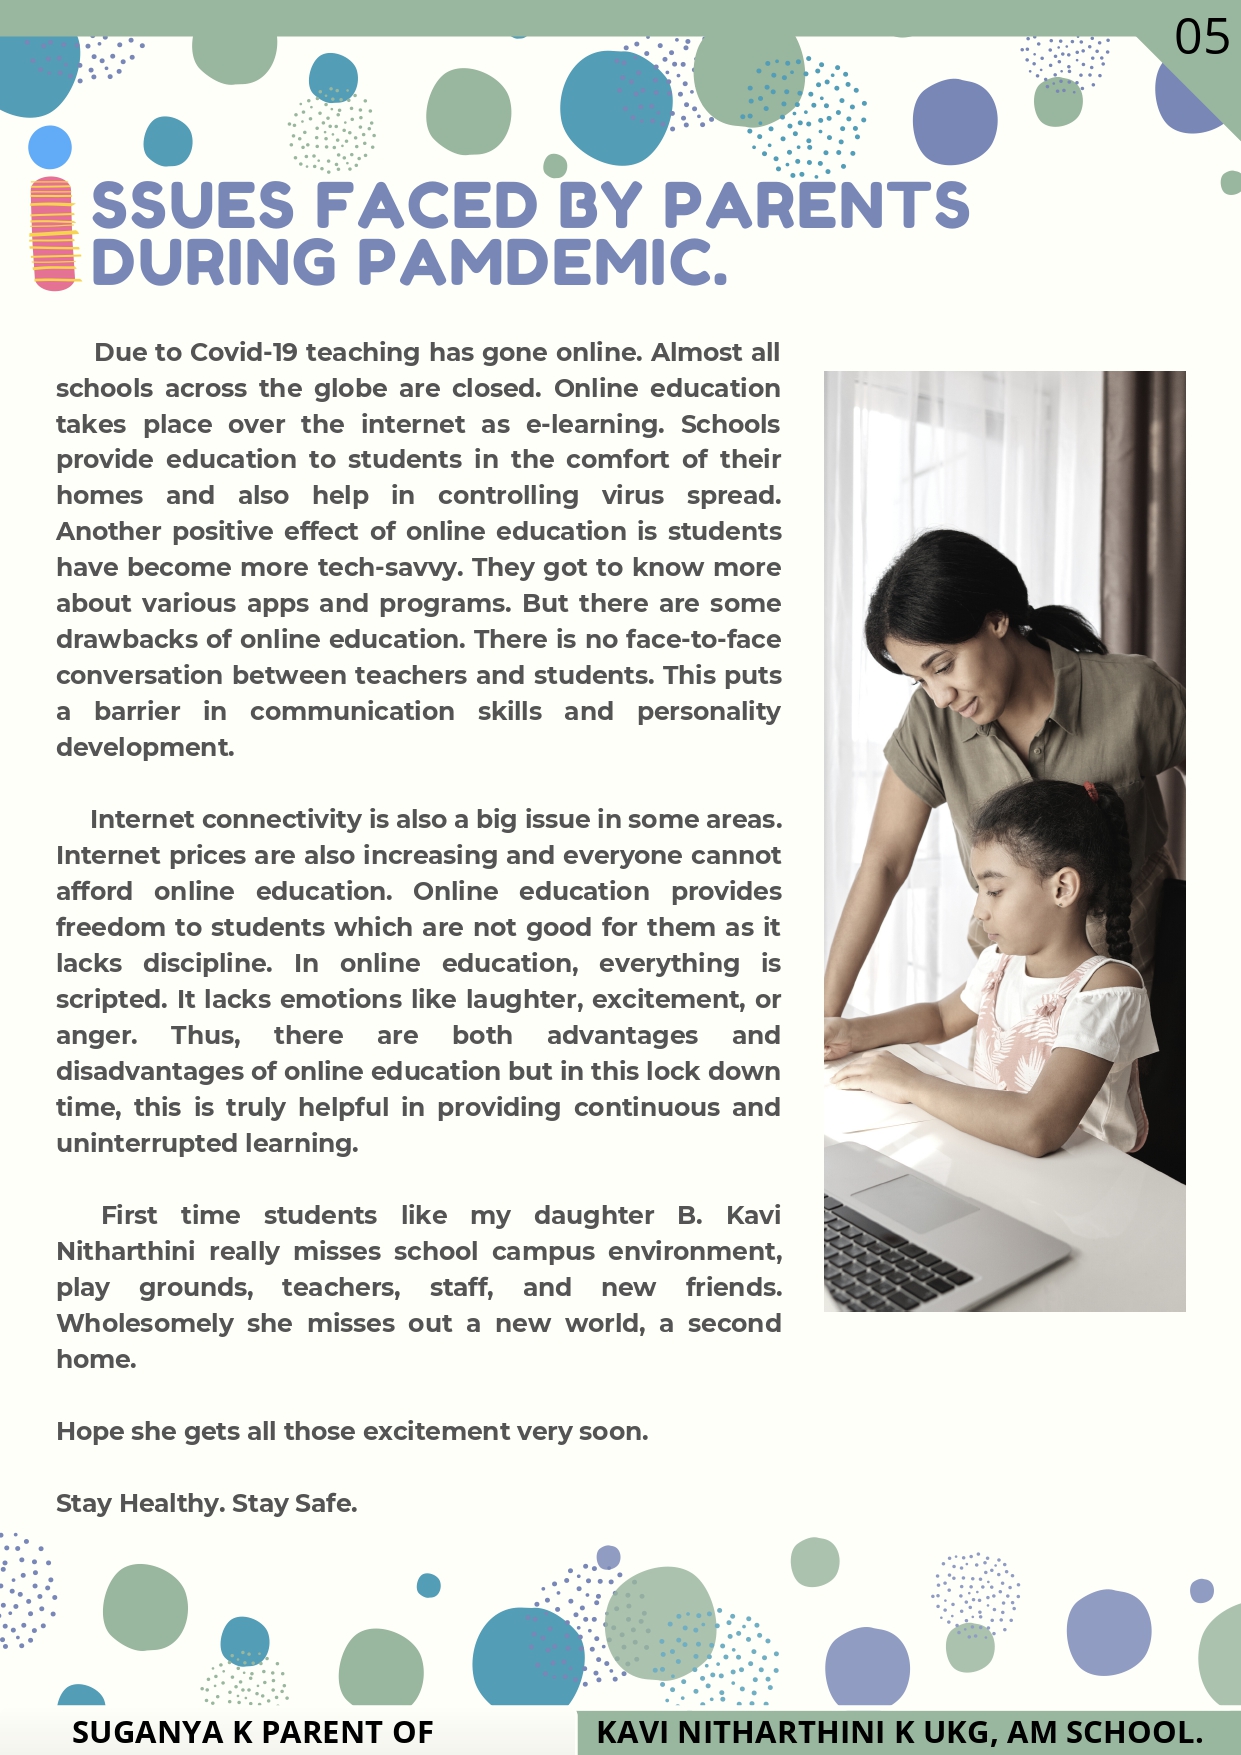 05
iSSUES FACED BY PARENTS
DURING PAMDEMIC.
Due to Covid-19 teaching has gone online. Almost all
schools across the globe are closed. Online education
takes place over the internet as e-learning. Schools
provide education to students in the comfort of their
homes and also help in controlling virus spread.
Another positive effect of online education is students
have become more tech-savvy. They got to know more
about various apps and programs. But there are some
drawbacks of online education. There is no face-to-face
conversation between teachers and students. This puts
a barrier in communication skills and personality
development.
Internet connectivity is also a big issue in some areas.
Internet prices are also increasing and everyone cannot
afford online education. Online education provides
freedom to students which are not good for them as it
lacks discipline. In online education, everything is
scripted. It lacks emotions like laughter, excitement, or
anger. Thus, there are both advantages and
disadvantages of online education but in this lock down
time, this is truly helpful in providing continuous and
uninterrupted learning.
First time students like my daughter B. Kavi
Nitharthini really misses school campus environment,
play grounds, teachers, staff, and new friends.
Wholesomely she misses out a new world, a second
home.
Hope she gets all those excitement very soon.
Stay Healthy. Stay Safe.
SUGANYA K PARENT OF KAVI NITHARTHINI K UKG, AM SCHOOL.